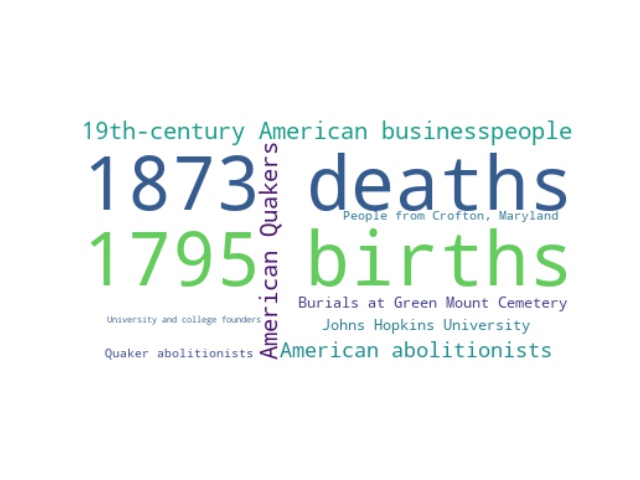 19th-century American businesspeople
1873 deaths
People from Crofton, Maryland
American Quakers
1795 births
Burials at Green Mount Cemetery
University and college founders
Johns Hopkins University
Quaker abolitionists
American abolitionists